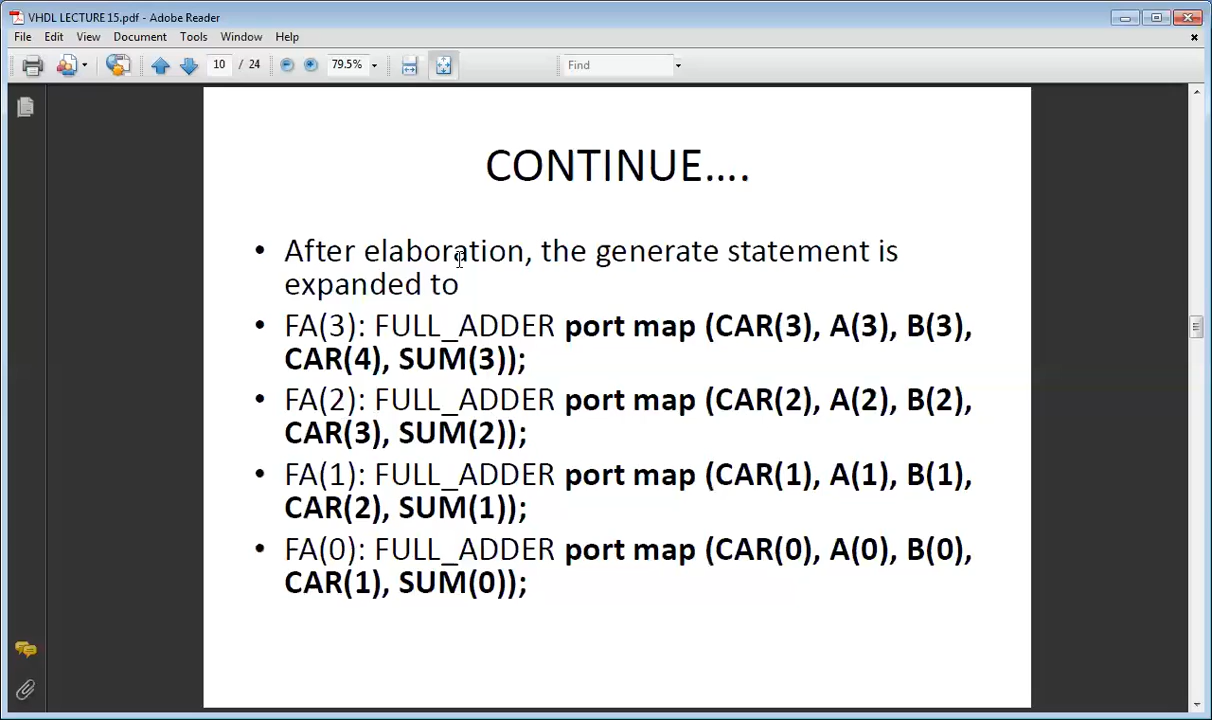 VHDL LECTURE 15.pdf - Adobe Reader
File Edit View Document Tools Window Help
10 / 24 79.5% Find
CONTINUE....
• After elaboration, the generate statement is
expanded to
• FA(3): FULL_ADDER port map (CAR(3), A(3), B(3),
CAR(4), SUM(3));
• FA(2): FULL_ADDER port map (CAR(2), A(2), B(2),
CAR(3), SUM(2));
• FA(1): FULL_ADDER port map (CAR(1), A(1), B(1),
CAR(2), SUM(1));
• FA(0): FULL_ADDER port map (CAR(0), A(0), B(0),
CAR(1), SUM(0));